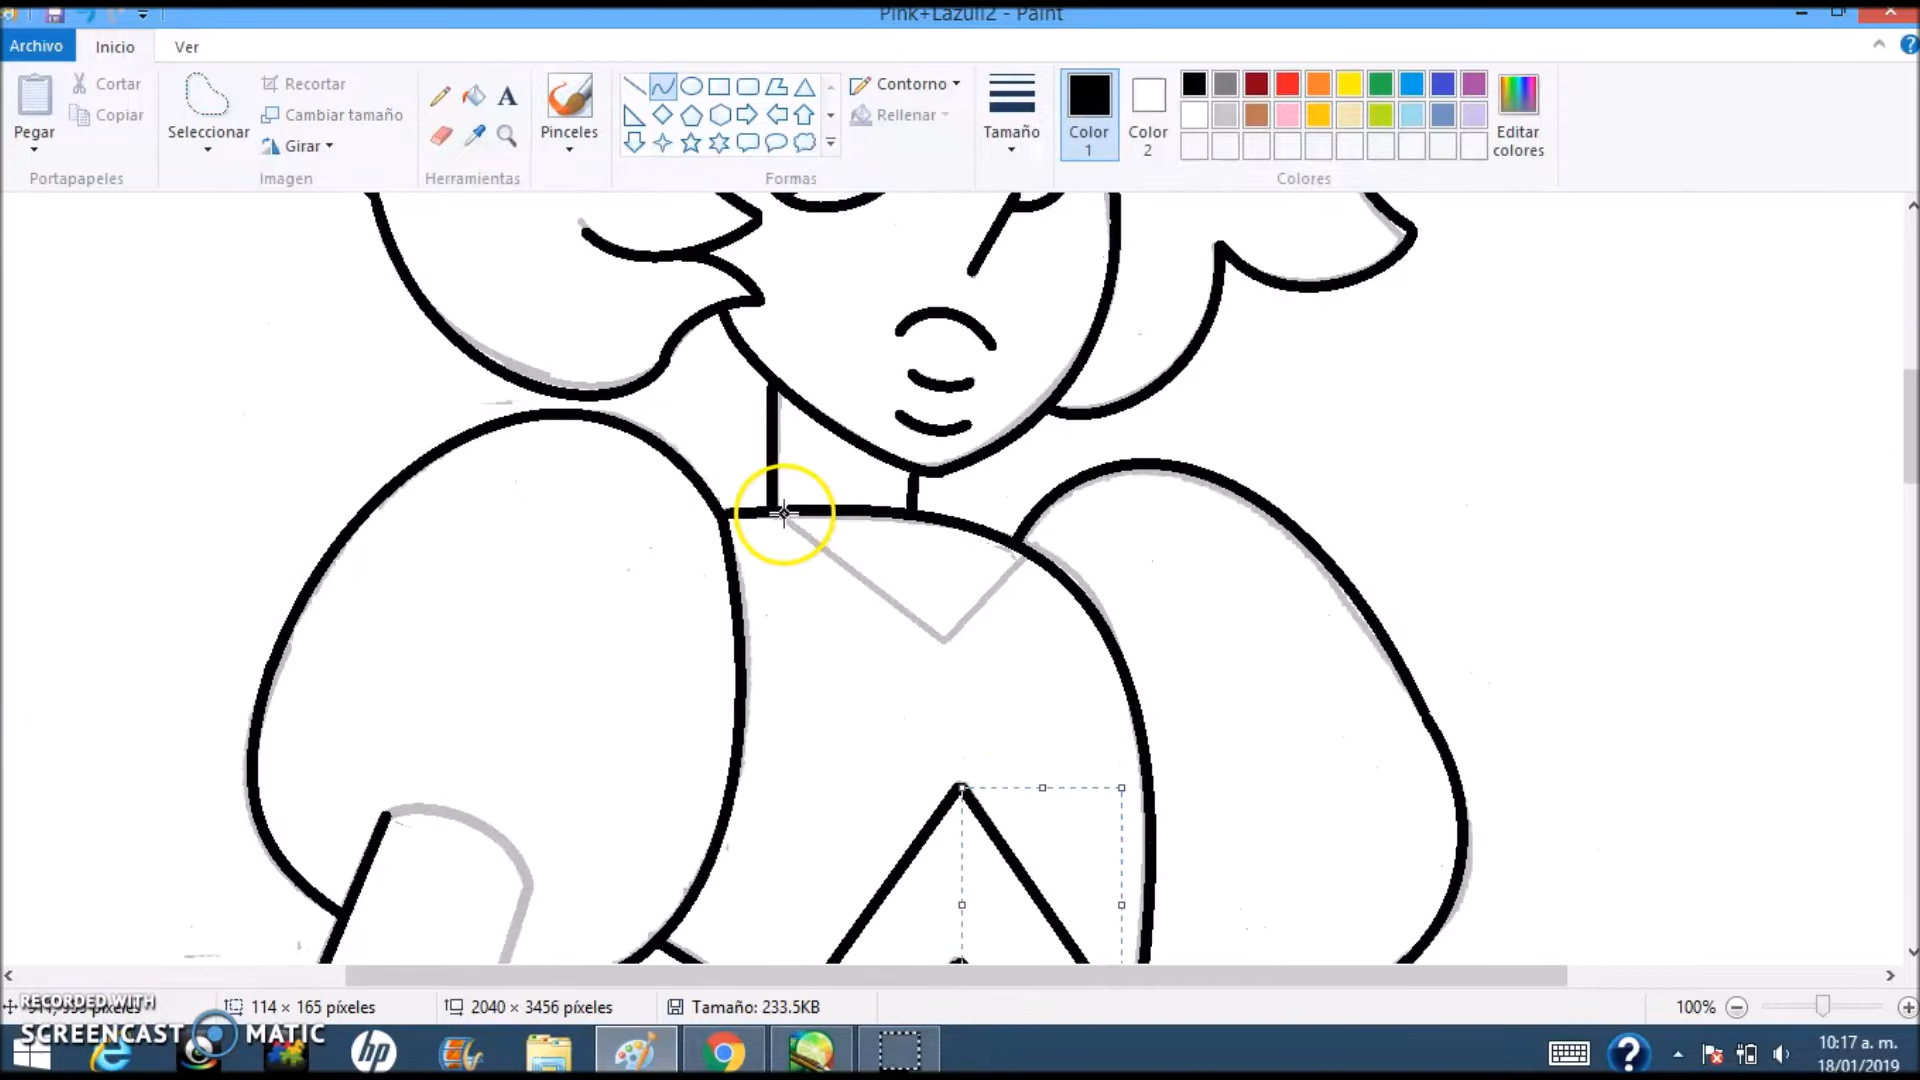 Pink+Lazuli2 - Paint
Archivo Inicio Ver
Pegar
Cortar
Copiar
Portapapeles
Seleccionar
Recortar
Cambiar tamaño
Girar
Imagen
A
Herramientas
Pinceles
Contorno
Rellenar
Formas
Tamaño
Color
1
Color
2
Editar
colores
Colores
114 × 165 píxeles
2040 × 3456 píxeles
Tamaño: 233.5KB
100%
RECORDED WITH
SCREENCAST MATIC
hp
10:17 a. m.
18/01/2019